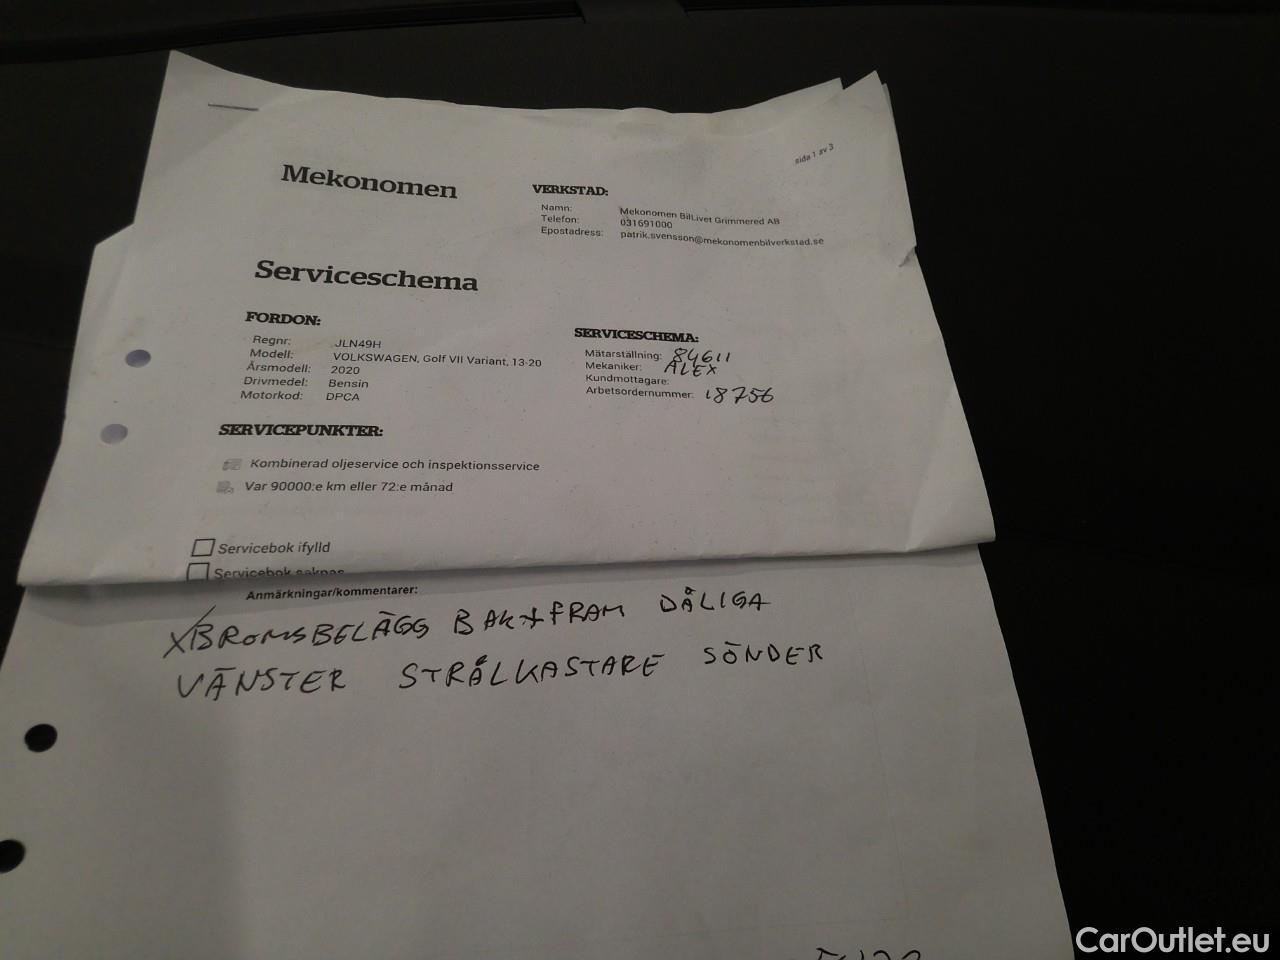 sida 1 av 3
Mekonomen
VERKSTAD:
Namn: Mekonomen BilLivet Grimmered AB
Telefon: 031691000
Epostadress: patrik.svensson@mekonomenbilverkstad.se
Serviceschema
FORDON:
Regnr: JLN49H
Modell: VOLKSWAGEN, Golf VII Variant, 13-20
Årsmodell: 2020
Drivmedel: Bensin
Motorkod: DPCA
SERVICESCHEMA:
Mätarställning: 84611
Mekaniker: ALEX
Kundmottagare:
Arbetsordernummer: 18756
SERVICEPUNKTER:
Kombinerad oljeservice och inspektionsservice
Var 90000:e km eller 72:e månad
Servicebok ifylld
Servicebok saknas
Anmärkningar/kommentarer:
X BROMSBELÄGG BAK + FRAM DÅLIGA
VÄNSTER STRÅLKASTARE SÖNDER
CarOutlet.eu